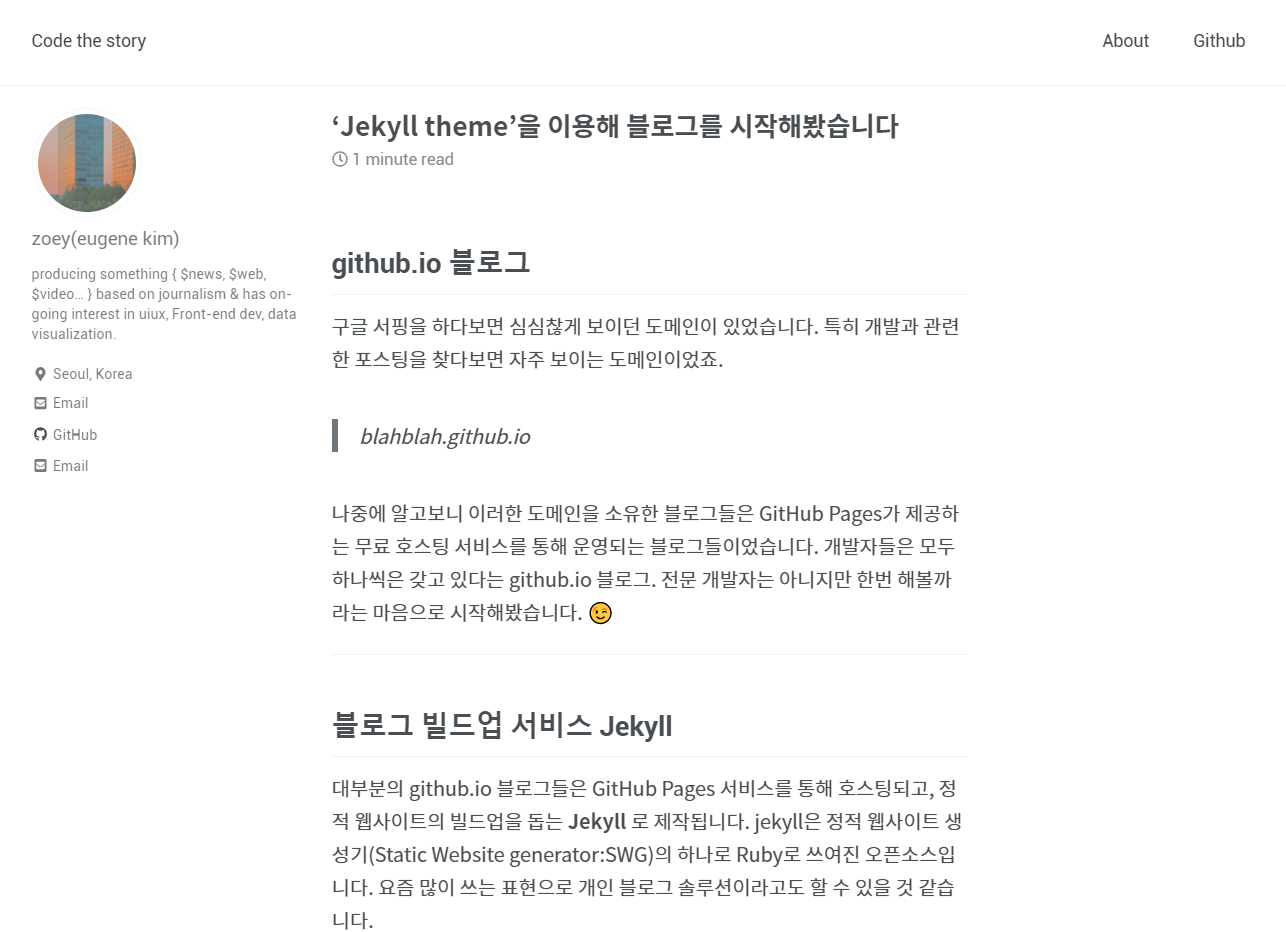 Code the story
About
Github
zoey(eugene kim)
producing something { $news, $web,
$video… } based on journalism & has on-
going interest in uiux, Front-end dev, data
visualization.
Seoul, Korea
Email
GitHub
Email
‘Jekyll theme’을 이용해 블로그를 시작해봤습니다
1 minute read
github.io 블로그
구글 서핑을 하다보면 심심찮게 보이던 도메인이 있었습니다. 특히 개발과 관련
한 포스팅을 찾다보면 자주 보이는 도메인이었죠.
blahblah.github.io
나중에 알고보니 이러한 도메인을 소유한 블로그들은 GitHub Pages가 제공하
는 무료 호스팅 서비스를 통해 운영되는 블로그들이었습니다. 개발자들은 모두
하나씩은 갖고 있다는 github.io 블로그. 전문 개발자는 아니지만 한번 해볼까
라는 마음으로 시작해봤습니다. 😉
블로그 빌드업 서비스 Jekyll
대부분의 github.io 블로그들은 GitHub Pages 서비스를 통해 호스팅되고, 정
적 웹사이트의 빌드업을 돕는 Jekyll 로 제작됩니다. jekyll은 정적 웹사이트 생
성기(Static Website generator:SWG)의 하나로 Ruby로 쓰여진 오픈소스입
니다. 요즘 많이 쓰는 표현으로 개인 블로그 솔루션이라고도 할 수 있을 것 같습
니다.